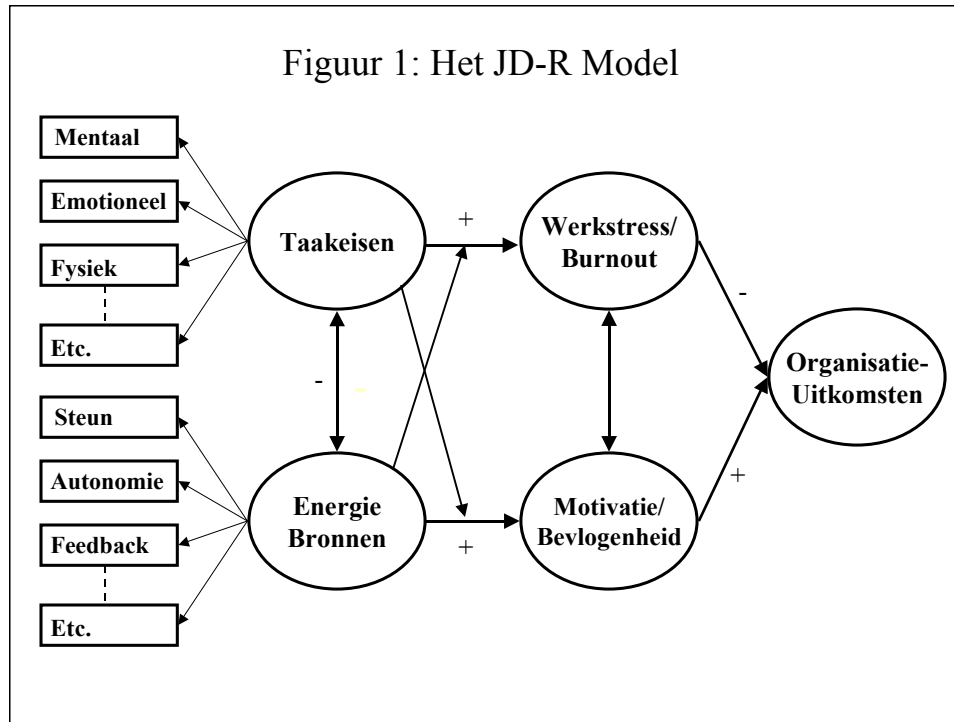 Figuur 1: Het JD-R Model
Mentaal
Emotioneel
Fysiek
Etc.
Steun
Autonomie
Feedback
Etc.
Taakeisen
-
Energie
Bronnen
+
+
Werkstress/
Burnout
Motivatie/
Bevlogenheid
-
+
Organisatie-
Uitkomsten